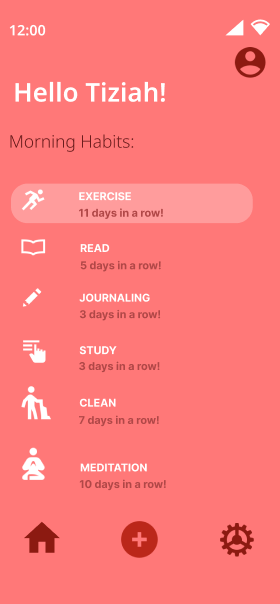 12:00
Hello Tiziah!
Morning Habits:
EXERCISE
11 days in a row!
READ
5 days in a row!
JOURNALING
3 days in a row!
STUDY
3 days in a row!
CLEAN
7 days in a row!
MEDITATION
10 days in a row!